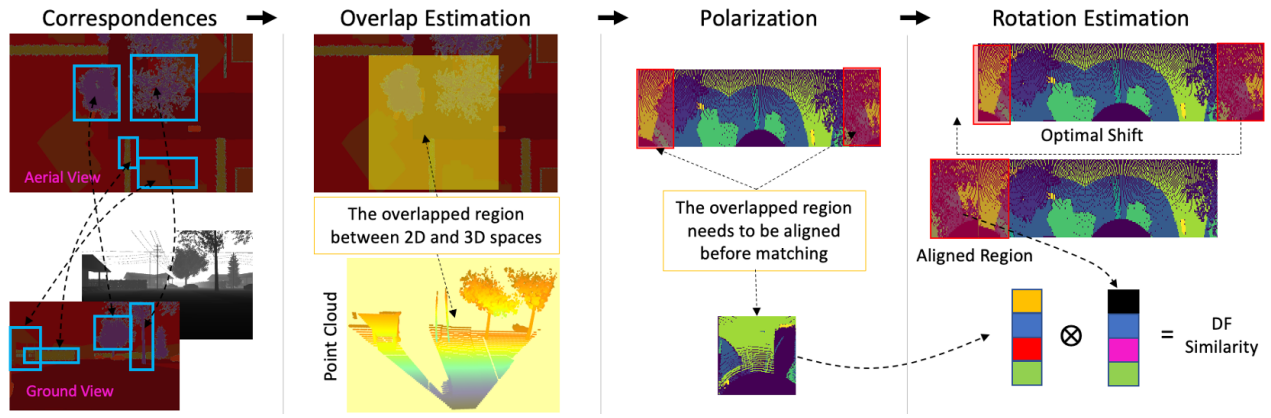 Correspondences
Overlap Estimation
Polarization
Rotation Estimation
Aerial View
Ground View
The overlapped region
between 2D and 3D spaces
Point Cloud
The overlapped region
needs to be aligned
before matching
Optimal Shift
Aligned Region
⊗
=
DF
Similarity